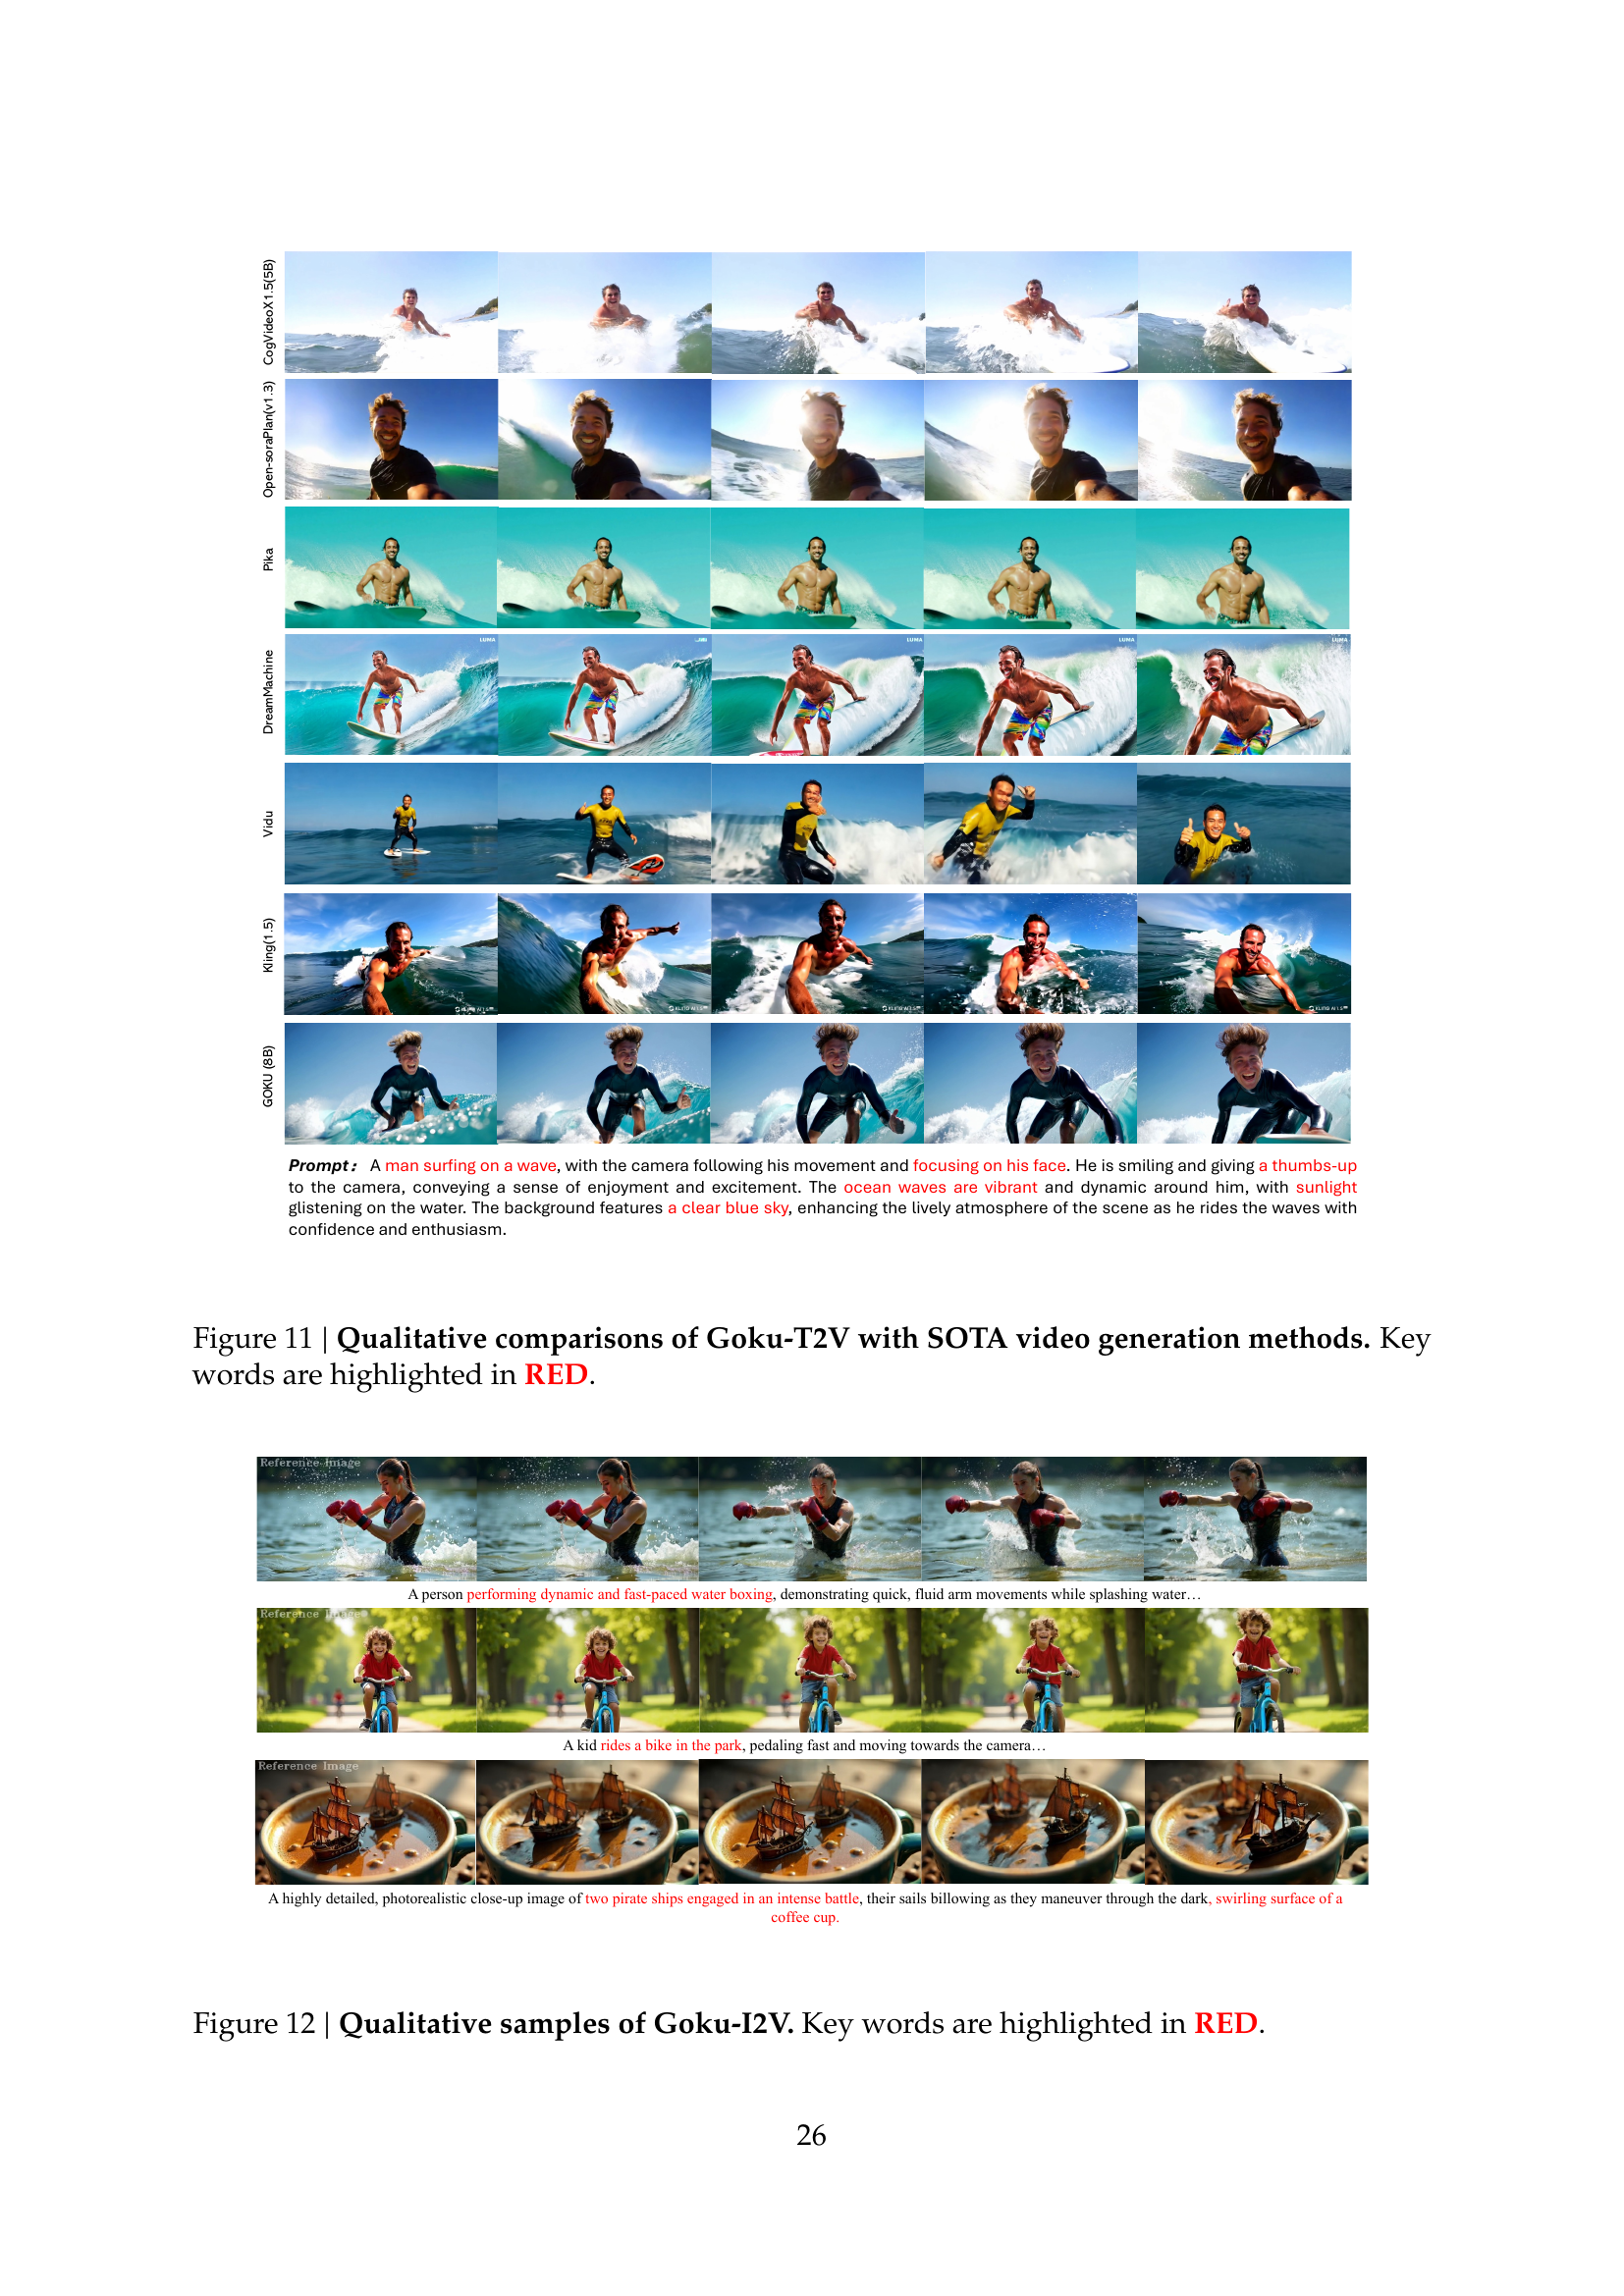 CogVideoX1.5(5B)
Open-soraPlan(v1.3)
Pika
DreamMachine
LUMA
LUMA
LUMA
LUMA
Vidu
Kling(1.5)
GOKU (8B)
Prompt: A man surfing on a wave, with the camera following his movement and focusing on his face. He is smiling and giving a thumbs-up
to the camera, conveying a sense of enjoyment and excitement. The ocean waves are vibrant and dynamic around him, with sunlight
glistening on the water. The background features a clear blue sky, enhancing the lively atmosphere of the scene as he rides the waves with
confidence and enthusiasm.
Figure 11 | Qualitative comparisons of Goku-T2V with SOTA video generation methods. Key
words are highlighted in RED.
Reference Image
A person performing dynamic and fast-paced water boxing, demonstrating quick, fluid arm movements while splashing water…
Reference Image
A kid rides a bike in the park, pedaling fast and moving towards the camera…
Reference Image
A highly detailed, photorealistic close-up image of two pirate ships engaged in an intense battle, their sails billowing as they maneuver through the dark, swirling surface of a
coffee cup.
Figure 12 | Qualitative samples of Goku-I2V. Key words are highlighted in RED.
26